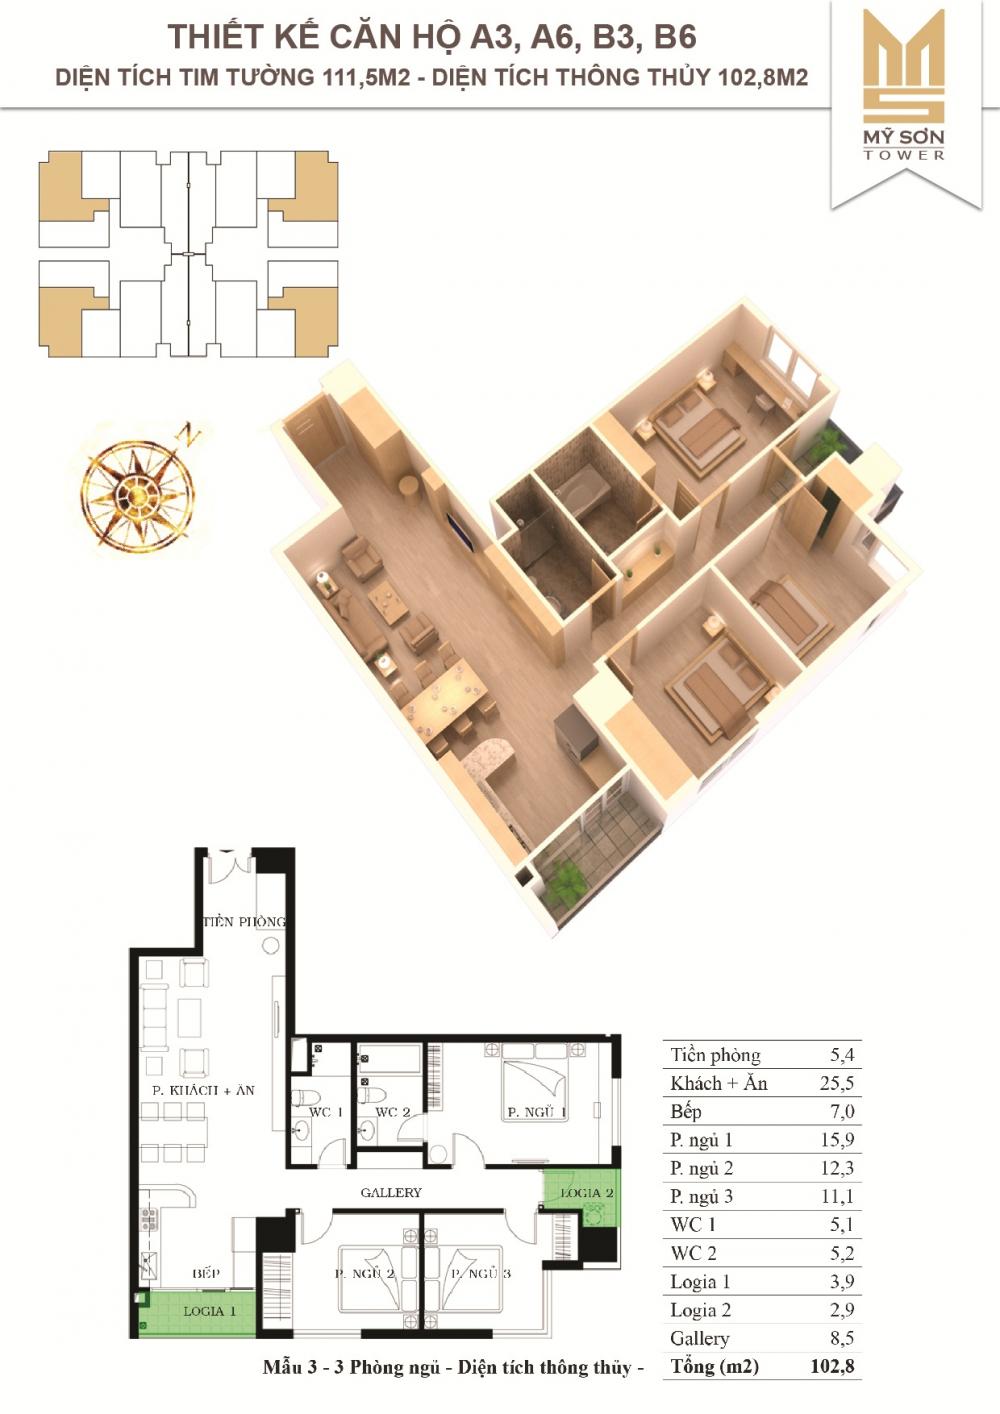 THIẾT KẾ CĂN HỘ A3, A6, B3, B6
DIỆN TÍCH TIM TƯỜNG 111,5M2 - DIỆN TÍCH THÔNG THỦY 102,8M2
MỸ SƠN
TOWER
N
TIỀN PHÒNG
P. KHÁCH + ĂN
WC 1
WC 2
P. NGỦ 1
GALLERY
LOGIA 2
P. NGỦ 2
P. NGỦ 3
BẾP
LOGIA 1
Tiền phòng 5,4
Khách + Ăn 25,5
Bếp 7,0
P. ngủ 1 15,9
P. ngủ 2 12,3
P. ngủ 3 11,1
WC 1 5,1
WC 2 5,2
Logia 1 3,9
Logia 2 2,9
Gallery 8,5
Tổng (m2) 102,8
Mẫu 3 - 3 Phòng ngủ - Diện tích thông thủy -